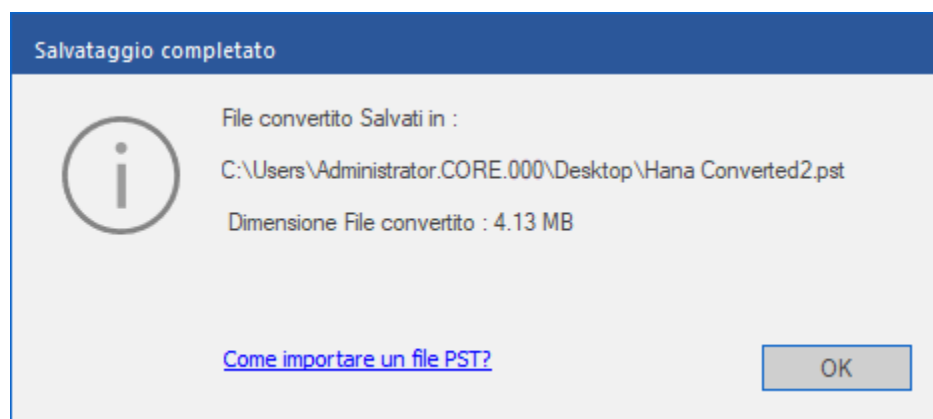 Salvataggio completato
File convertito Salvati in :
C:\Users\Administrator.CORE.000\Desktop\Hana Converted2.pst
Dimensione File convertito : 4.13 MB
Come importare un file PST?
OK